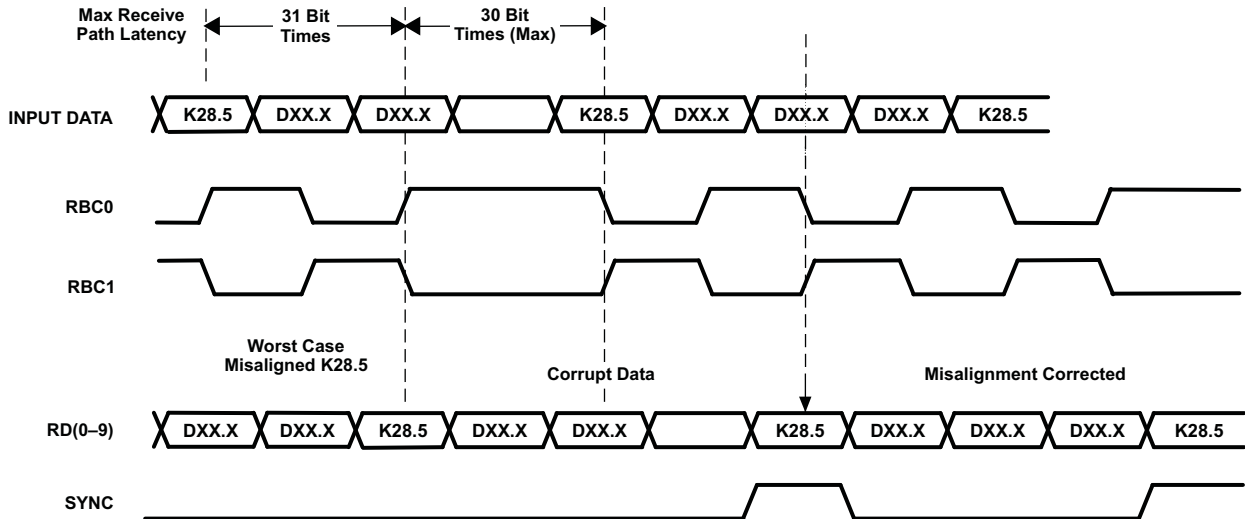 Max Receive
Path Latency
31 Bit
Times
30 Bit
Times (Max)
INPUT DATA
K28.5
DXX.X
DXX.X
K28.5
DXX.X
DXX.X
DXX.X
K28.5
RBC0
RBC1
Worst Case
Misaligned K28.5
Corrupt Data
Misalignment Corrected
RD(0–9)
DXX.X
DXX.X
K28.5
DXX.X
DXX.X
K28.5
DXX.X
DXX.X
DXX.X
K28.5
SYNC